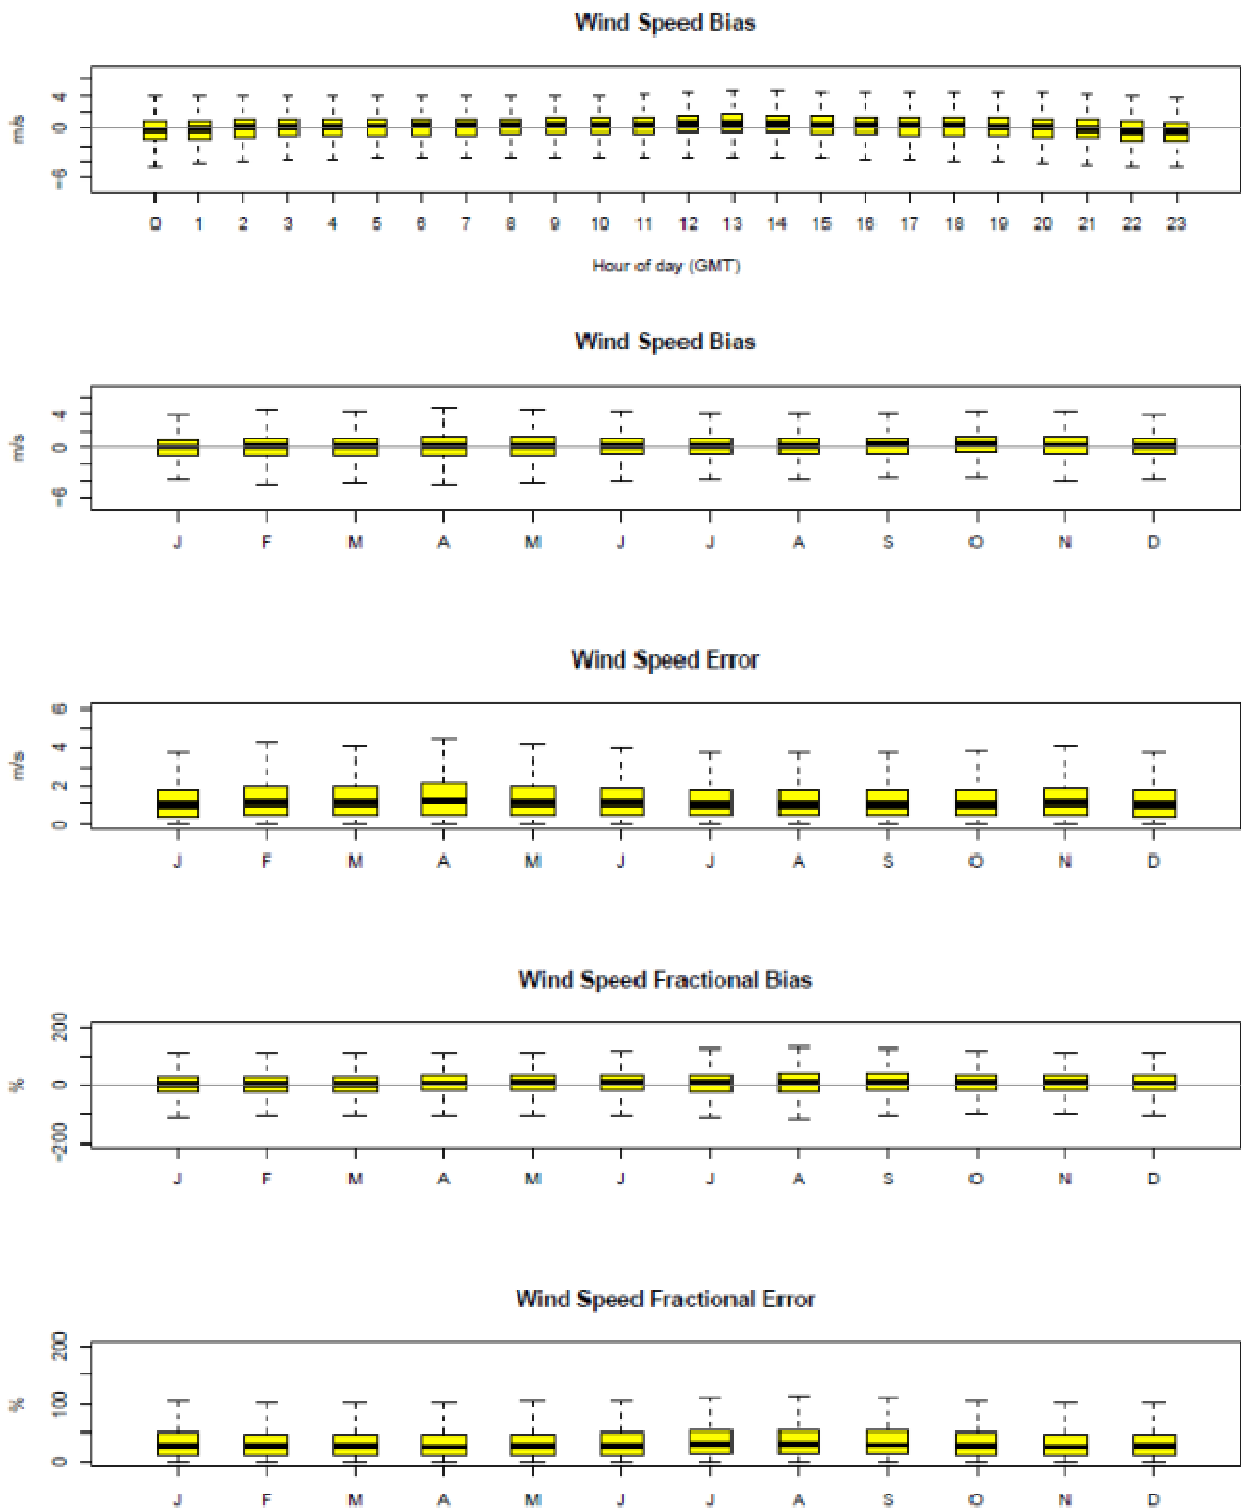 Wind Speed Bias
m/s
4
0
-6
0 1 2 3 4 5 6 7 8 9 10 11 12 13 14 15 16 17 18 19 20 21 22 23
Hour of day (GMT)
Wind Speed Bias
m/s
4
0
-6
J F M A M J J A S O N D
Wind Speed Error
m/s
6
4
2
0
J F M A M J J A S O N D
Wind Speed Fractional Bias
%
200
0
-200
J F M A M J J A S O N D
Wind Speed Fractional Error
%
200
100
0
J F M A M J J A S O N D